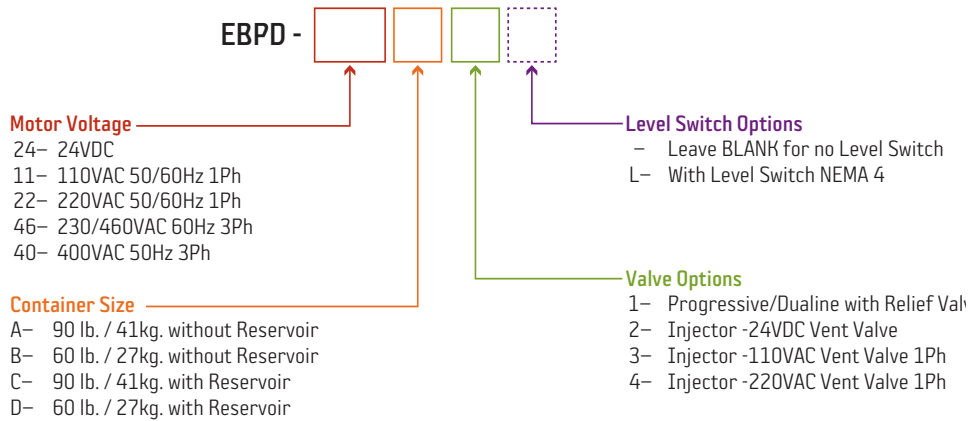 EBPD -
Motor Voltage
24– 24VDC
11– 110VAC 50/60Hz 1Ph
22– 220VAC 50/60Hz 1Ph
46– 230/460VAC 60Hz 3Ph
40– 400VAC 50Hz 3Ph
Container Size
A– 90 lb. / 41kg. without Reservoir
B– 60 lb. / 27kg. without Reservoir
C– 90 lb. / 41kg. with Reservoir
D– 60 lb. / 27kg. with Reservoir
Level Switch Options
– Leave BLANK for no Level Switch
L– With Level Switch NEMA 4
Valve Options
1– Progressive/Dualine with Relief Valv
2– Injector -24VDC Vent Valve
3– Injector -110VAC Vent Valve 1Ph
4– Injector -220VAC Vent Valve 1Ph